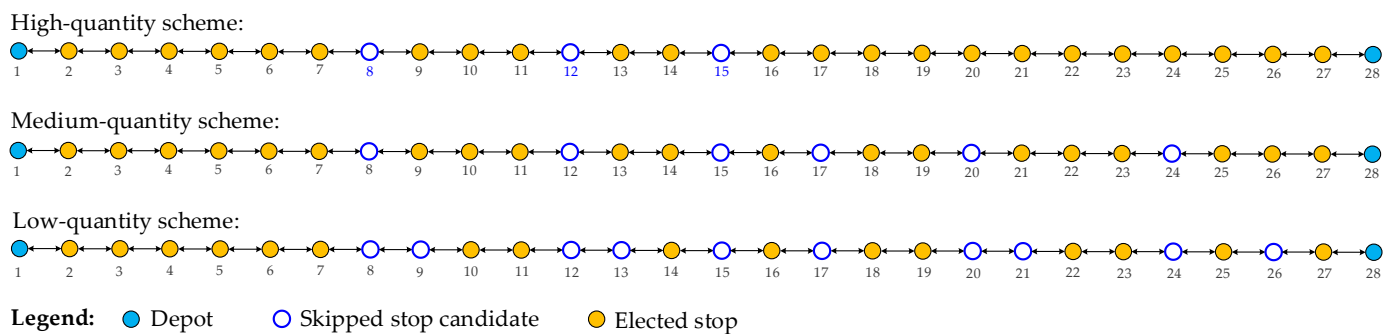 High-quantity scheme:
1 2 3 4 5 6 7 8 9 10 11 12 13 14 15 16 17 18 19 20 21 22 23 24 25 26 27 28
Medium-quantity scheme:
1 2 3 4 5 6 7 8 9 10 11 12 13 14 15 16 17 18 19 20 21 22 23 24 25 26 27 28
Low-quantity scheme:
1 2 3 4 5 6 7 8 9 10 11 12 13 14 15 16 17 18 19 20 21 22 23 24 25 26 27 28
Legend: Depot Skipped stop candidate Elected stop